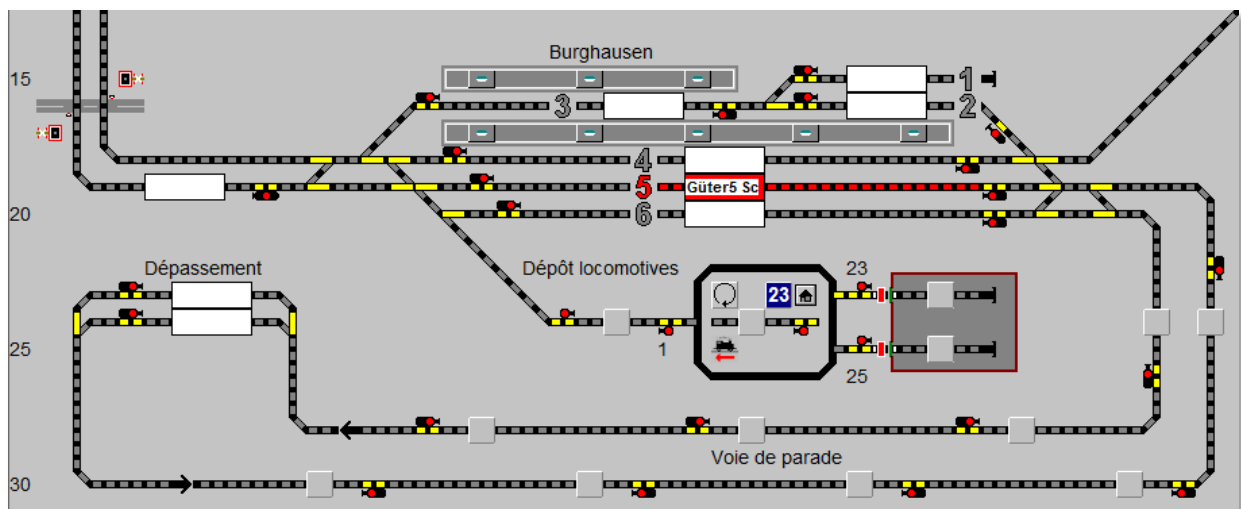 Burghausen
15
1
3
2
4
5
Güter5 Sc
20
6
Dépassement
Dépôt locomotives
23
23
1
25
25
Voie de parade
30